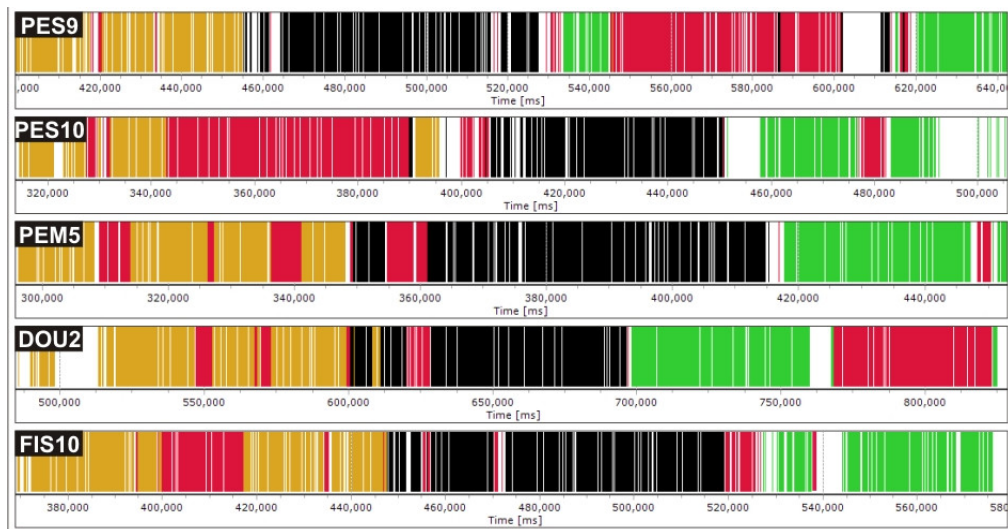 PES9
,000 420,000 440,000 460,000 480,000 500,000 520,000 540,000 560,000 580,000 600,000 620,000 640,0
Time [ms]
PES10
320,000 340,000 360,000 380,000 400,000 420,000 440,000 460,000 480,000 500,000
Time [ms]
PEM5
300,000 320,000 340,000 360,000 380,000 400,000 420,000 440,000
Time [ms]
DOU2
500,000 550,000 600,000 650,000 700,000 750,000 800,000
Time [ms]
FIS10
380,000 400,000 420,000 440,000 460,000 480,000 500,000 520,000 540,000 560,000 580
Time [ms]